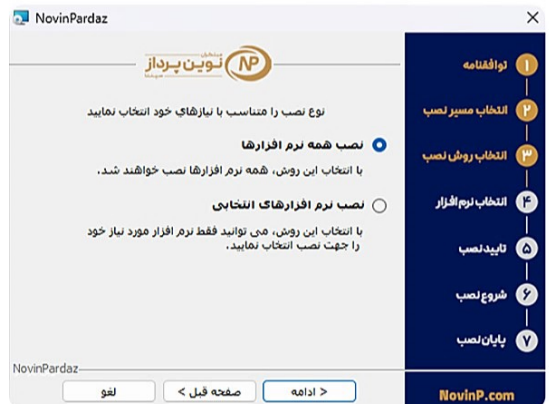 NovinPardaz
نوین پرداز
نوع نصب را متناسب با نیازهای خود انتخاب نمایید
نصب همه نرم افزارها
با انتخاب این روش، همه نرم افزارها نصب خواهند شد.
نصب نرم افزارهای انتخابی
با انتخاب این روش، می توانید فقط نرم افزار مورد نیاز خود
را جهت نصب انتخاب نمایید.
۱ توافقنامه
۲ انتخاب مسیر نصب
۳ انتخاب روش نصب
۴ انتخاب نرم‌افزار
۵ تایید نصب
۶ شروع نصب
۷ پایان نصب
NovinPardaz
< ادامه
صفحه قبل >
لغو
NovinP.com